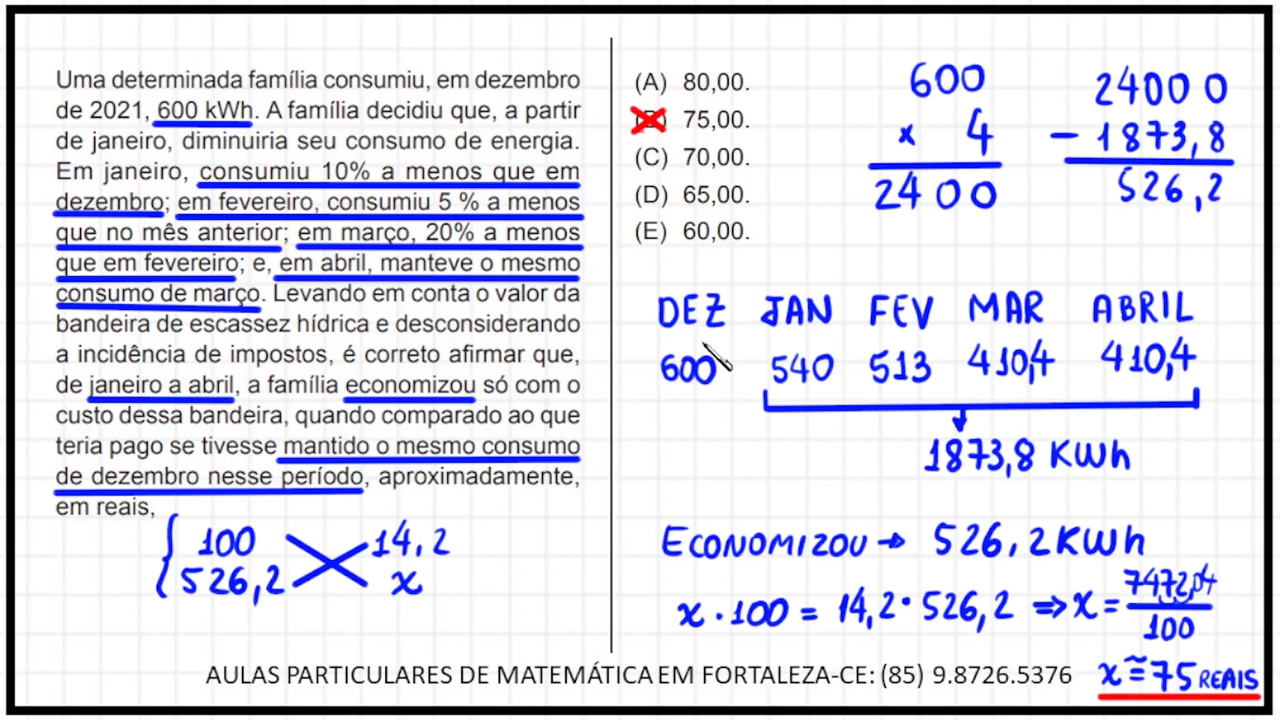 Uma determinada família consumiu, em dezembro
de 2021, 600 kWh. A família decidiu que, a partir
de janeiro, diminuiria seu consumo de energia.
Em janeiro, consumiu 10% a menos que em
dezembro; em fevereiro, consumiu 5 % a menos
que no mês anterior; em março, 20% a menos
que em fevereiro; e, em abril, manteve o mesmo
consumo de março. Levando em conta o valor da
bandeira de escassez hídrica e desconsiderando
a incidência de impostos, é correto afirmar que,
de janeiro a abril, a família economizou só com o
custo dessa bandeira, quando comparado ao que
teria pago se tivesse mantido o mesmo consumo
de dezembro nesse período, aproximadamente,
em reais,
100 14,2
526,2 x
(A) 80,00.
(B) 75,00.
(C) 70,00.
(D) 65,00.
(E) 60,00.
600
x 4
2400
2400 0
- 1873,8
526,2
DEZ JAN FEV MAR ABRIL
600 540 513 410,4 410,4
1873,8 KWh
ECONOMIZOU → 526,2 KWh
x · 100 = 14,2 · 526,2 ⇒ x = 7472,04
100
x ≅ 75 REAIS
AULAS PARTICULARES DE MATEMÁTICA EM FORTALEZA-CE: (85) 9.8726.5376